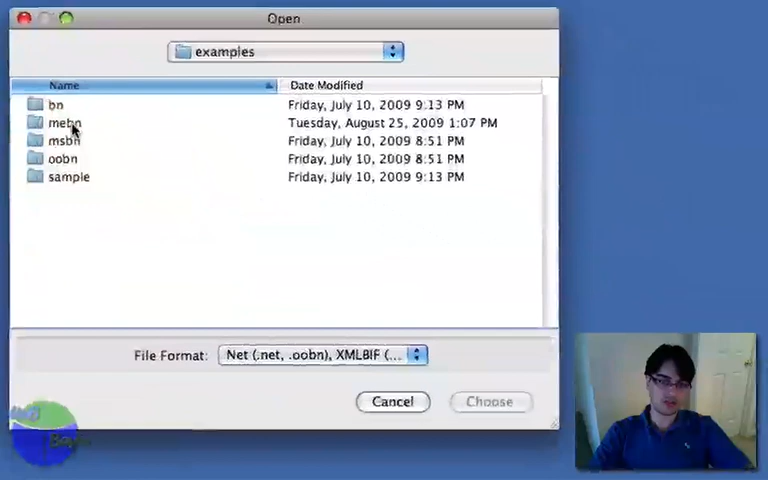 Open
examples
Name Date Modified
bn Friday, July 10, 2009 9:13 PM
mebn Tuesday, August 25, 2009 1:07 PM
msbn Friday, July 10, 2009 8:51 PM
oobn Friday, July 10, 2009 8:51 PM
sample Friday, July 10, 2009 9:13 PM
File Format: Net (.net, .oobn), XMLBIF (...
Cancel Choose